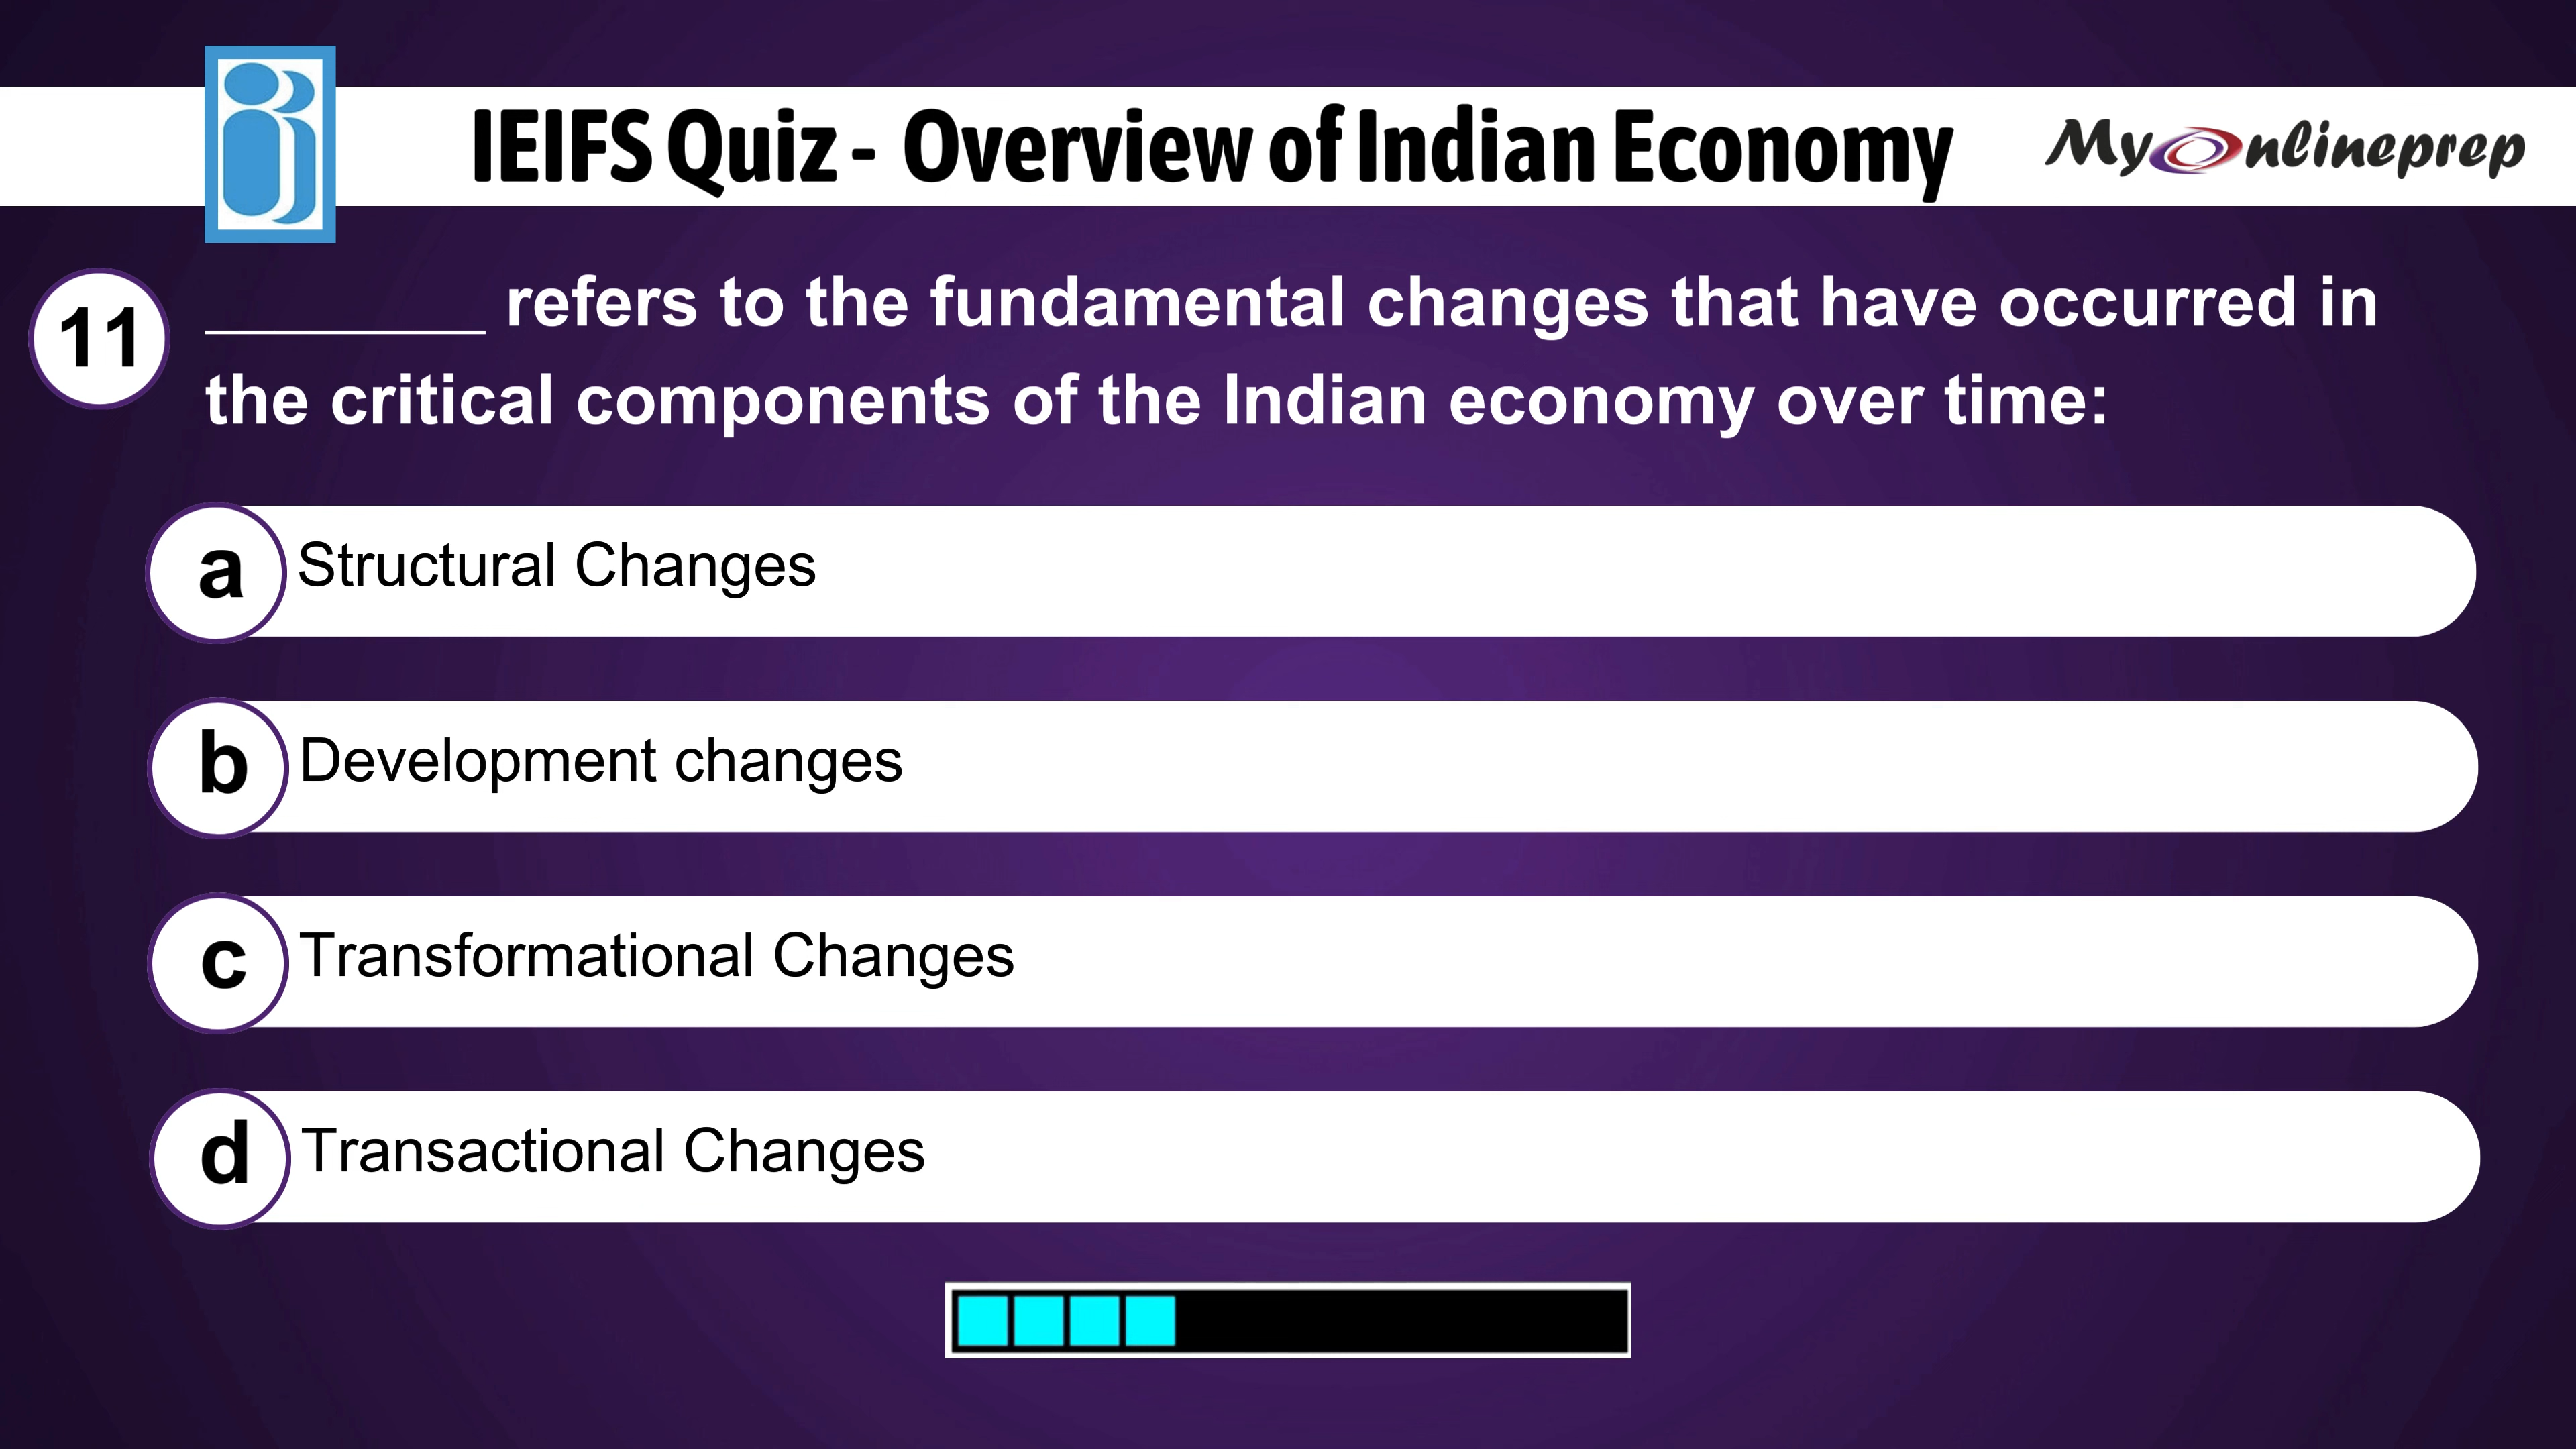 IEIFS Quiz - Overview of Indian Economy
MyOnlineprep
11
________ refers to the fundamental changes that have occurred in
the critical components of the Indian economy over time:
a Structural Changes
b Development changes
c Transformational Changes
d Transactional Changes